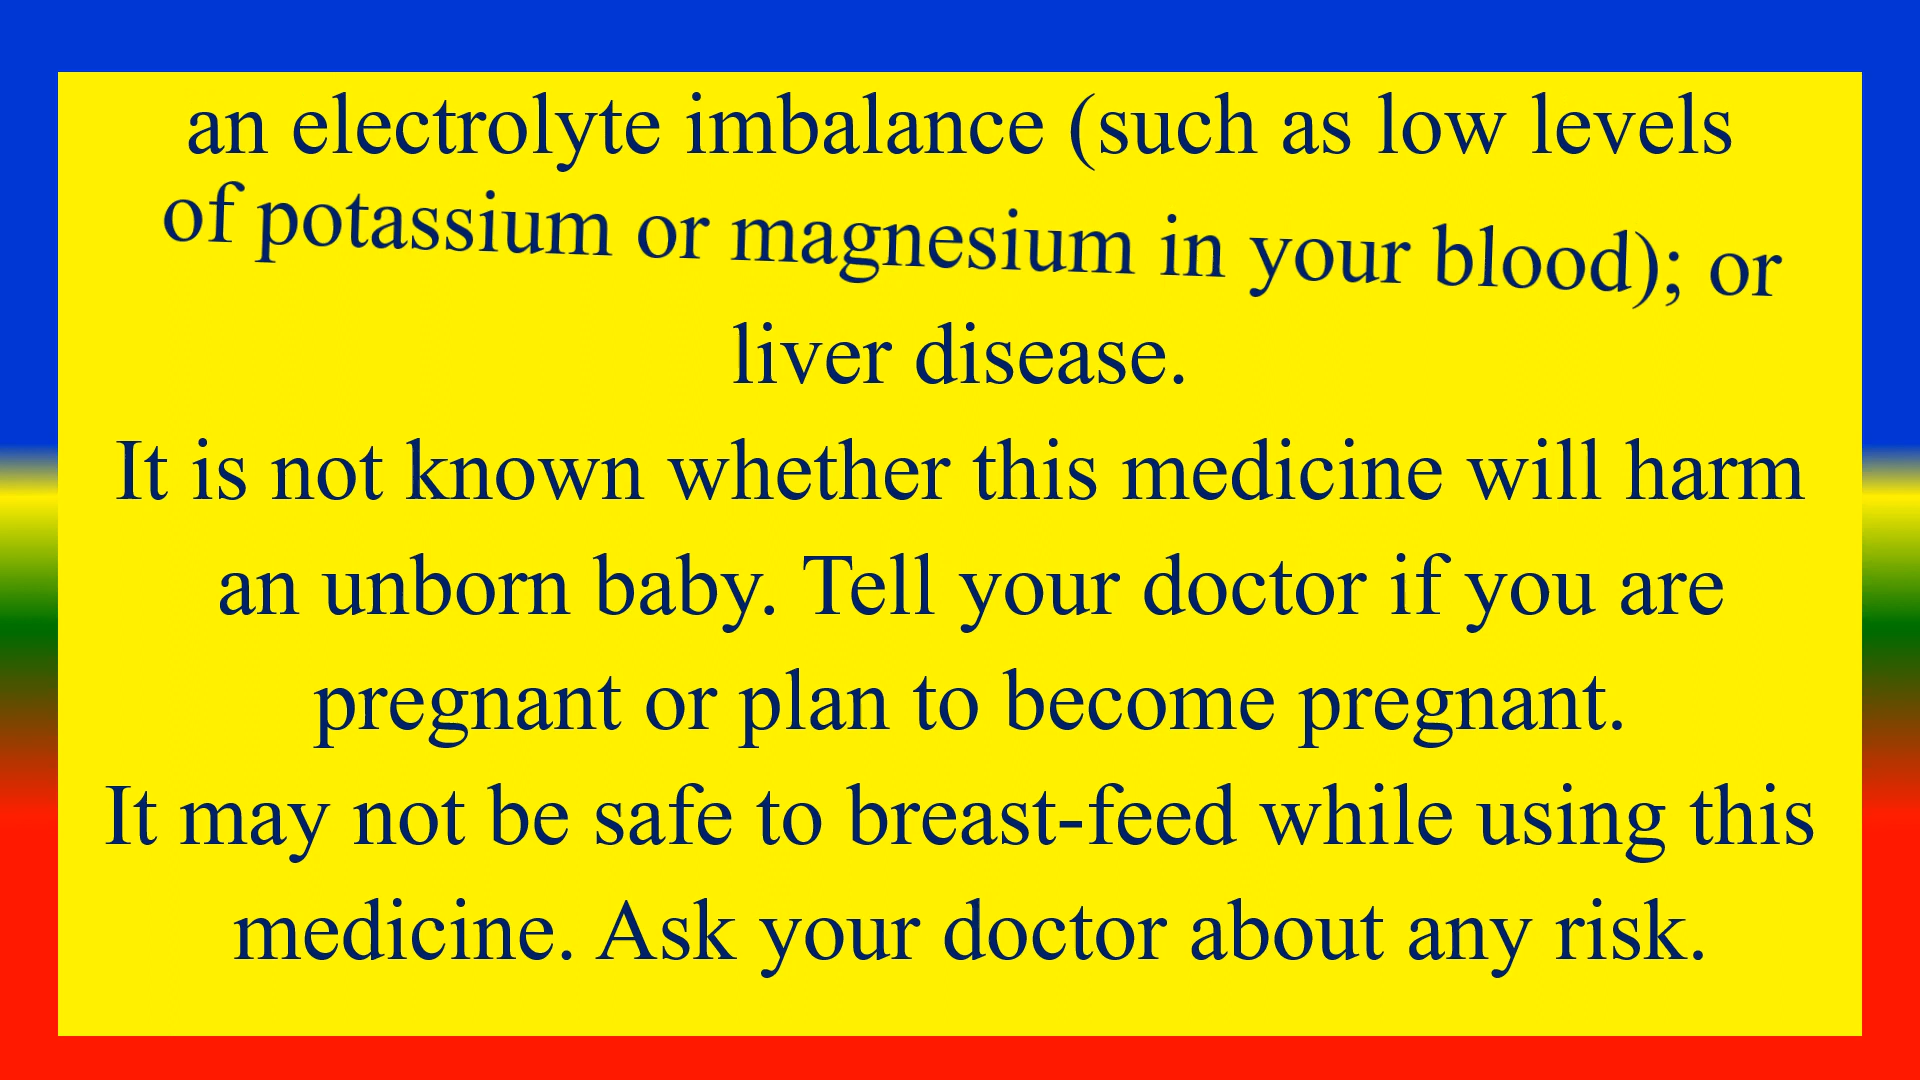 an electrolyte imbalance (such as low levels
of potassium or magnesium in your blood); or
liver disease.
It is not known whether this medicine will harm
an unborn baby. Tell your doctor if you are
pregnant or plan to become pregnant.
It may not be safe to breast-feed while using this
medicine. Ask your doctor about any risk.